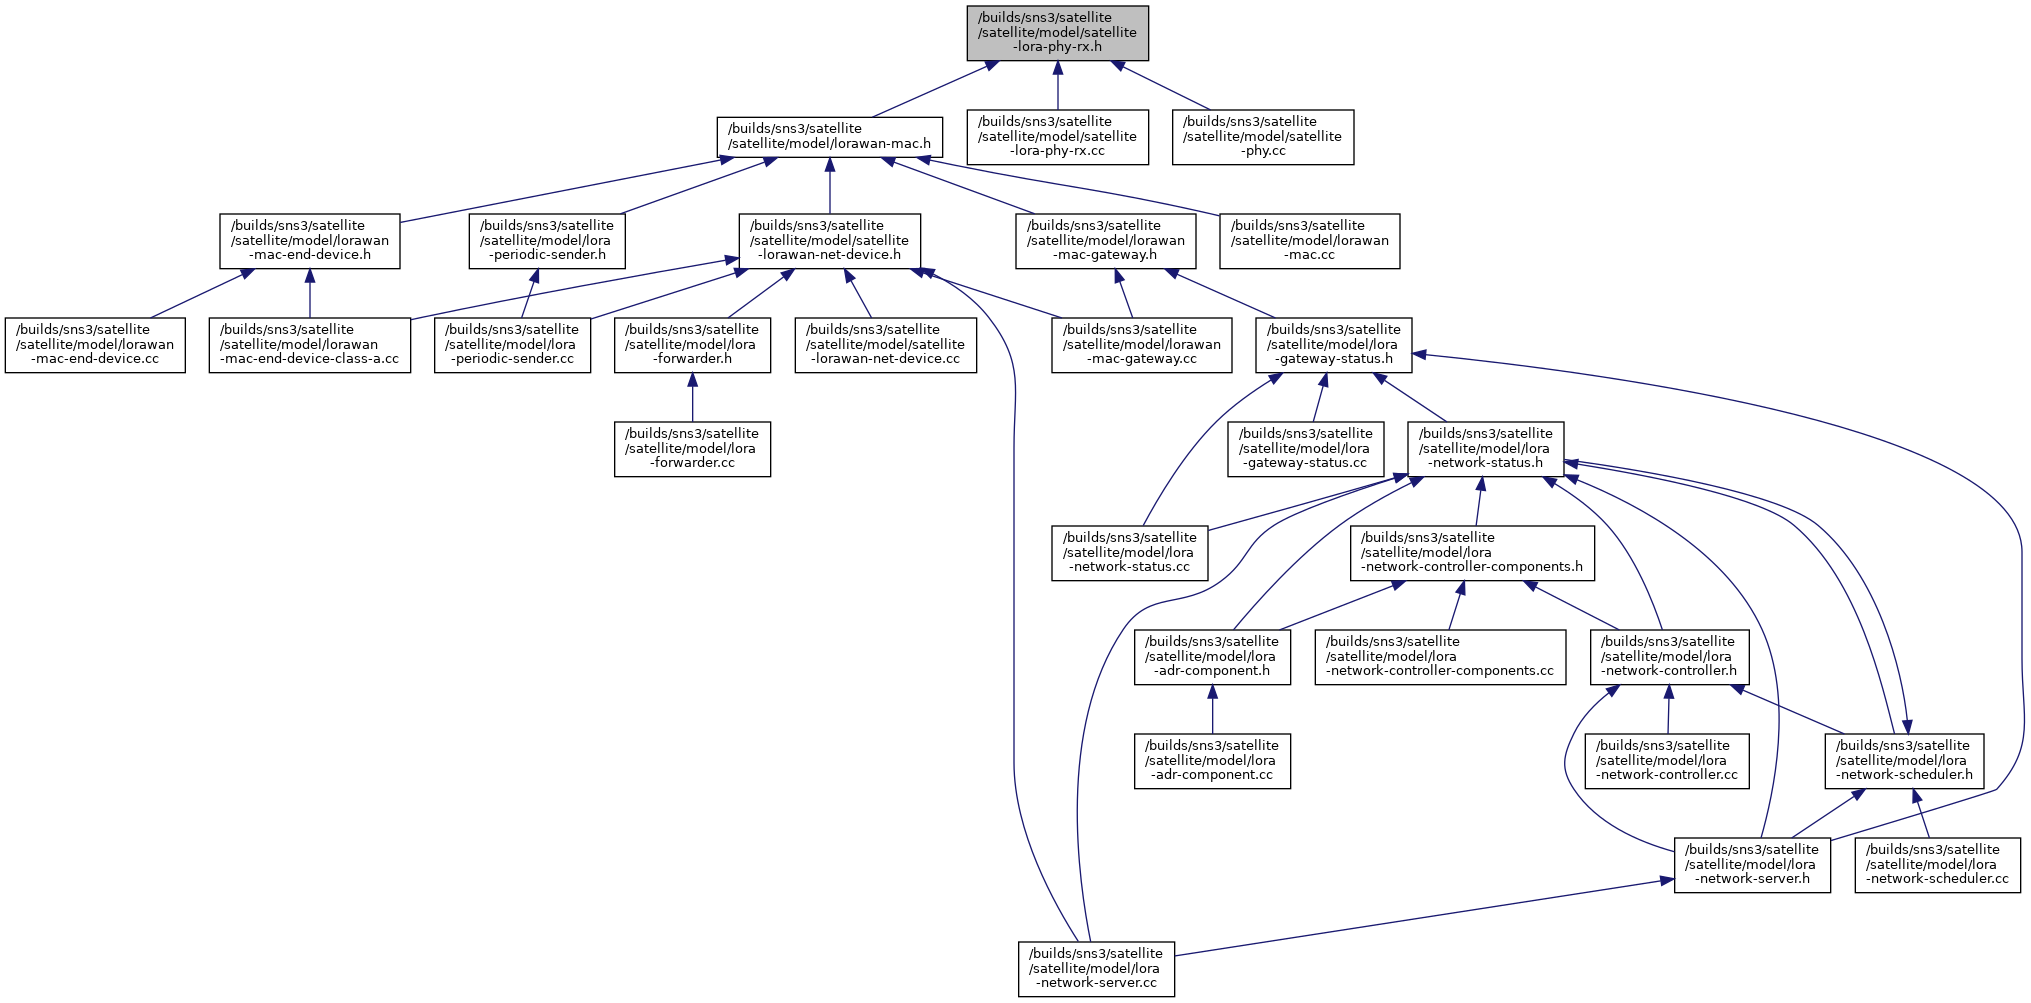 /builds/sns3/satellite
/satellite/model/satellite
-lora-phy-rx.h
/builds/sns3/satellite
/satellite/model/lorawan-mac.h
/builds/sns3/satellite
/satellite/model/satellite
-lora-phy-rx.cc
/builds/sns3/satellite
/satellite/model/satellite
-phy.cc
/builds/sns3/satellite
/satellite/model/lorawan
-mac-end-device.h
/builds/sns3/satellite
/satellite/model/lora
-periodic-sender.h
/builds/sns3/satellite
/satellite/model/satellite
-lorawan-net-device.h
/builds/sns3/satellite
/satellite/model/lorawan
-mac-gateway.h
/builds/sns3/satellite
/satellite/model/lorawan
-mac.cc
/builds/sns3/satellite
/satellite/model/lorawan
-mac-end-device.cc
/builds/sns3/satellite
/satellite/model/lorawan
-mac-end-device-class-a.cc
/builds/sns3/satellite
/satellite/model/lora
-periodic-sender.cc
/builds/sns3/satellite
/satellite/model/lora
-forwarder.h
/builds/sns3/satellite
/satellite/model/satellite
-lorawan-net-device.cc
/builds/sns3/satellite
/satellite/model/lorawan
-mac-gateway.cc
/builds/sns3/satellite
/satellite/model/lora
-gateway-status.h
/builds/sns3/satellite
/satellite/model/lora
-forwarder.cc
/builds/sns3/satellite
/satellite/model/lora
-gateway-status.cc
/builds/sns3/satellite
/satellite/model/lora
-network-status.h
/builds/sns3/satellite
/satellite/model/lora
-network-status.cc
/builds/sns3/satellite
/satellite/model/lora
-network-controller-components.h
/builds/sns3/satellite
/satellite/model/lora
-adr-component.h
/builds/sns3/satellite
/satellite/model/lora
-network-controller-components.cc
/builds/sns3/satellite
/satellite/model/lora
-network-controller.h
/builds/sns3/satellite
/satellite/model/lora
-adr-component.cc
/builds/sns3/satellite
/satellite/model/lora
-network-controller.cc
/builds/sns3/satellite
/satellite/model/lora
-network-scheduler.h
/builds/sns3/satellite
/satellite/model/lora
-network-server.h
/builds/sns3/satellite
/satellite/model/lora
-network-scheduler.cc
/builds/sns3/satellite
/satellite/model/lora
-network-server.cc